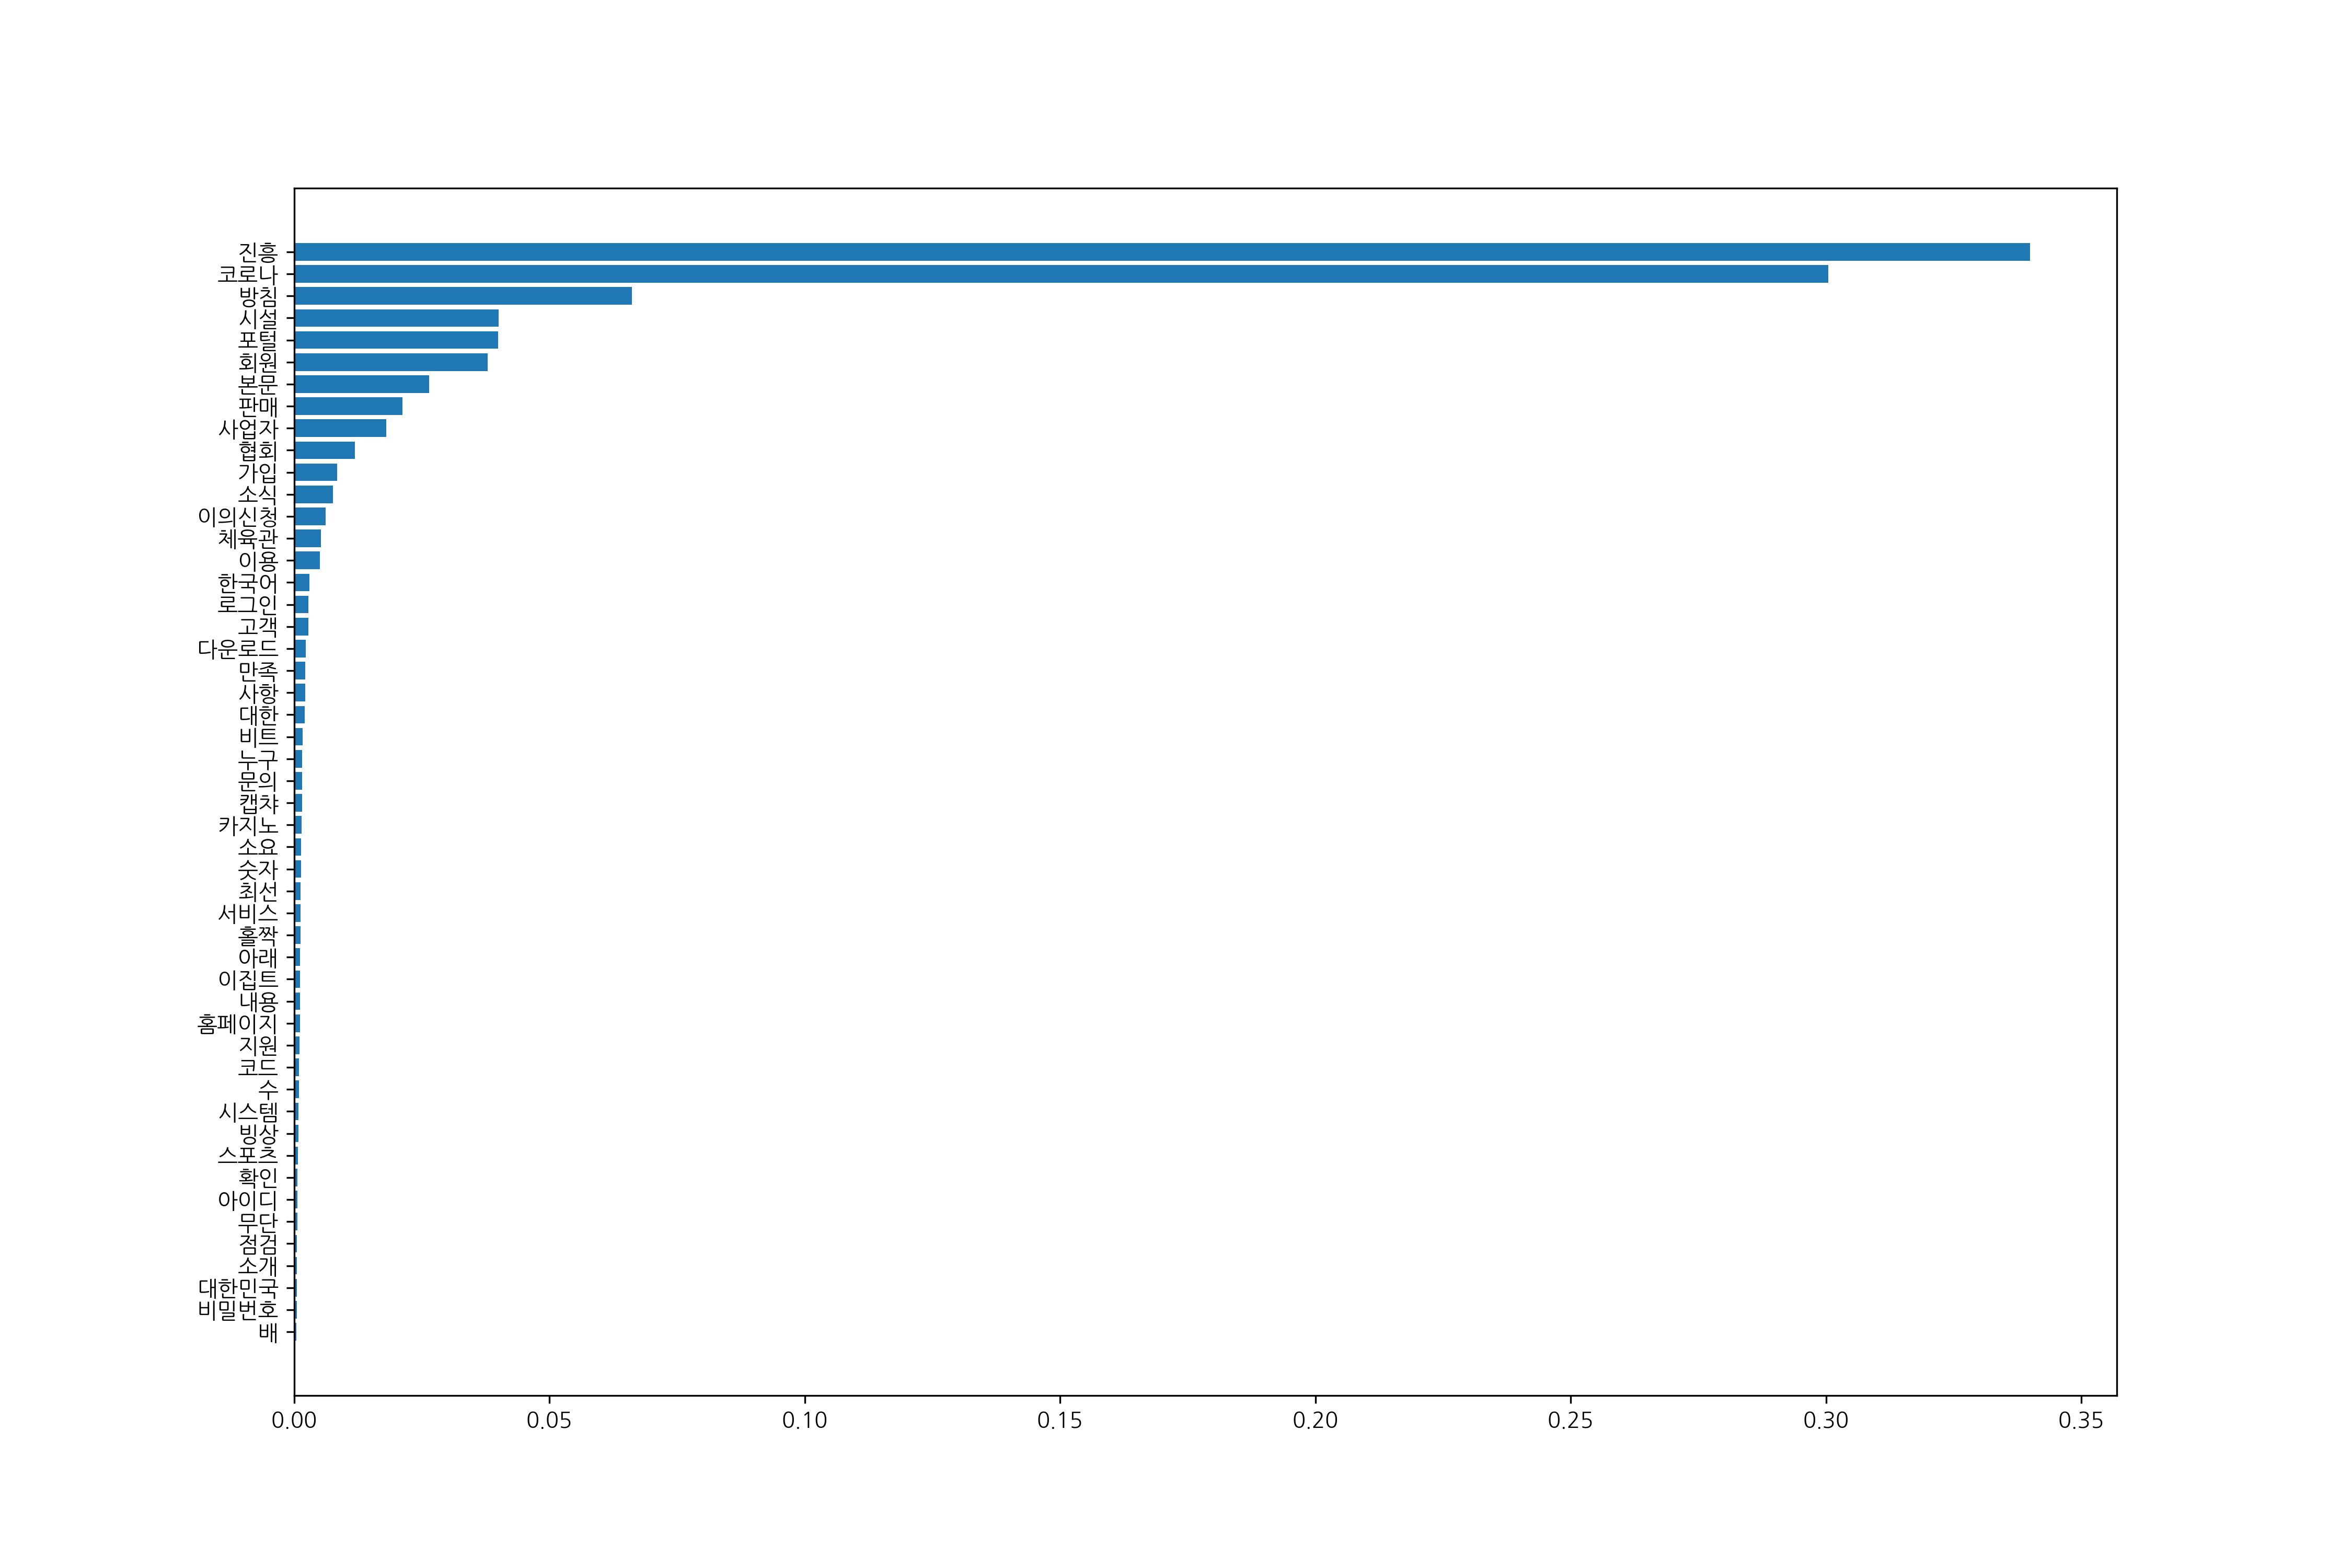 진흥
코로나
방침
시설
포털
회원
본문
판매
사업자
협회
가입
소식
이의신청
체육관
이용
한국어
로그인
고객
다운로드
만족
사항
대한
비트
누구
문의
캡챠
카지노
소요
숫자
최선
서비스
홀짝
아래
이집트
내용
홈페이지
지원
코드
수
시스템
빙상
스포츠
확인
아이디
무단
점검
소개
대한민국
비밀번호
배
0.00 0.05 0.10 0.15 0.20 0.25 0.30 0.35